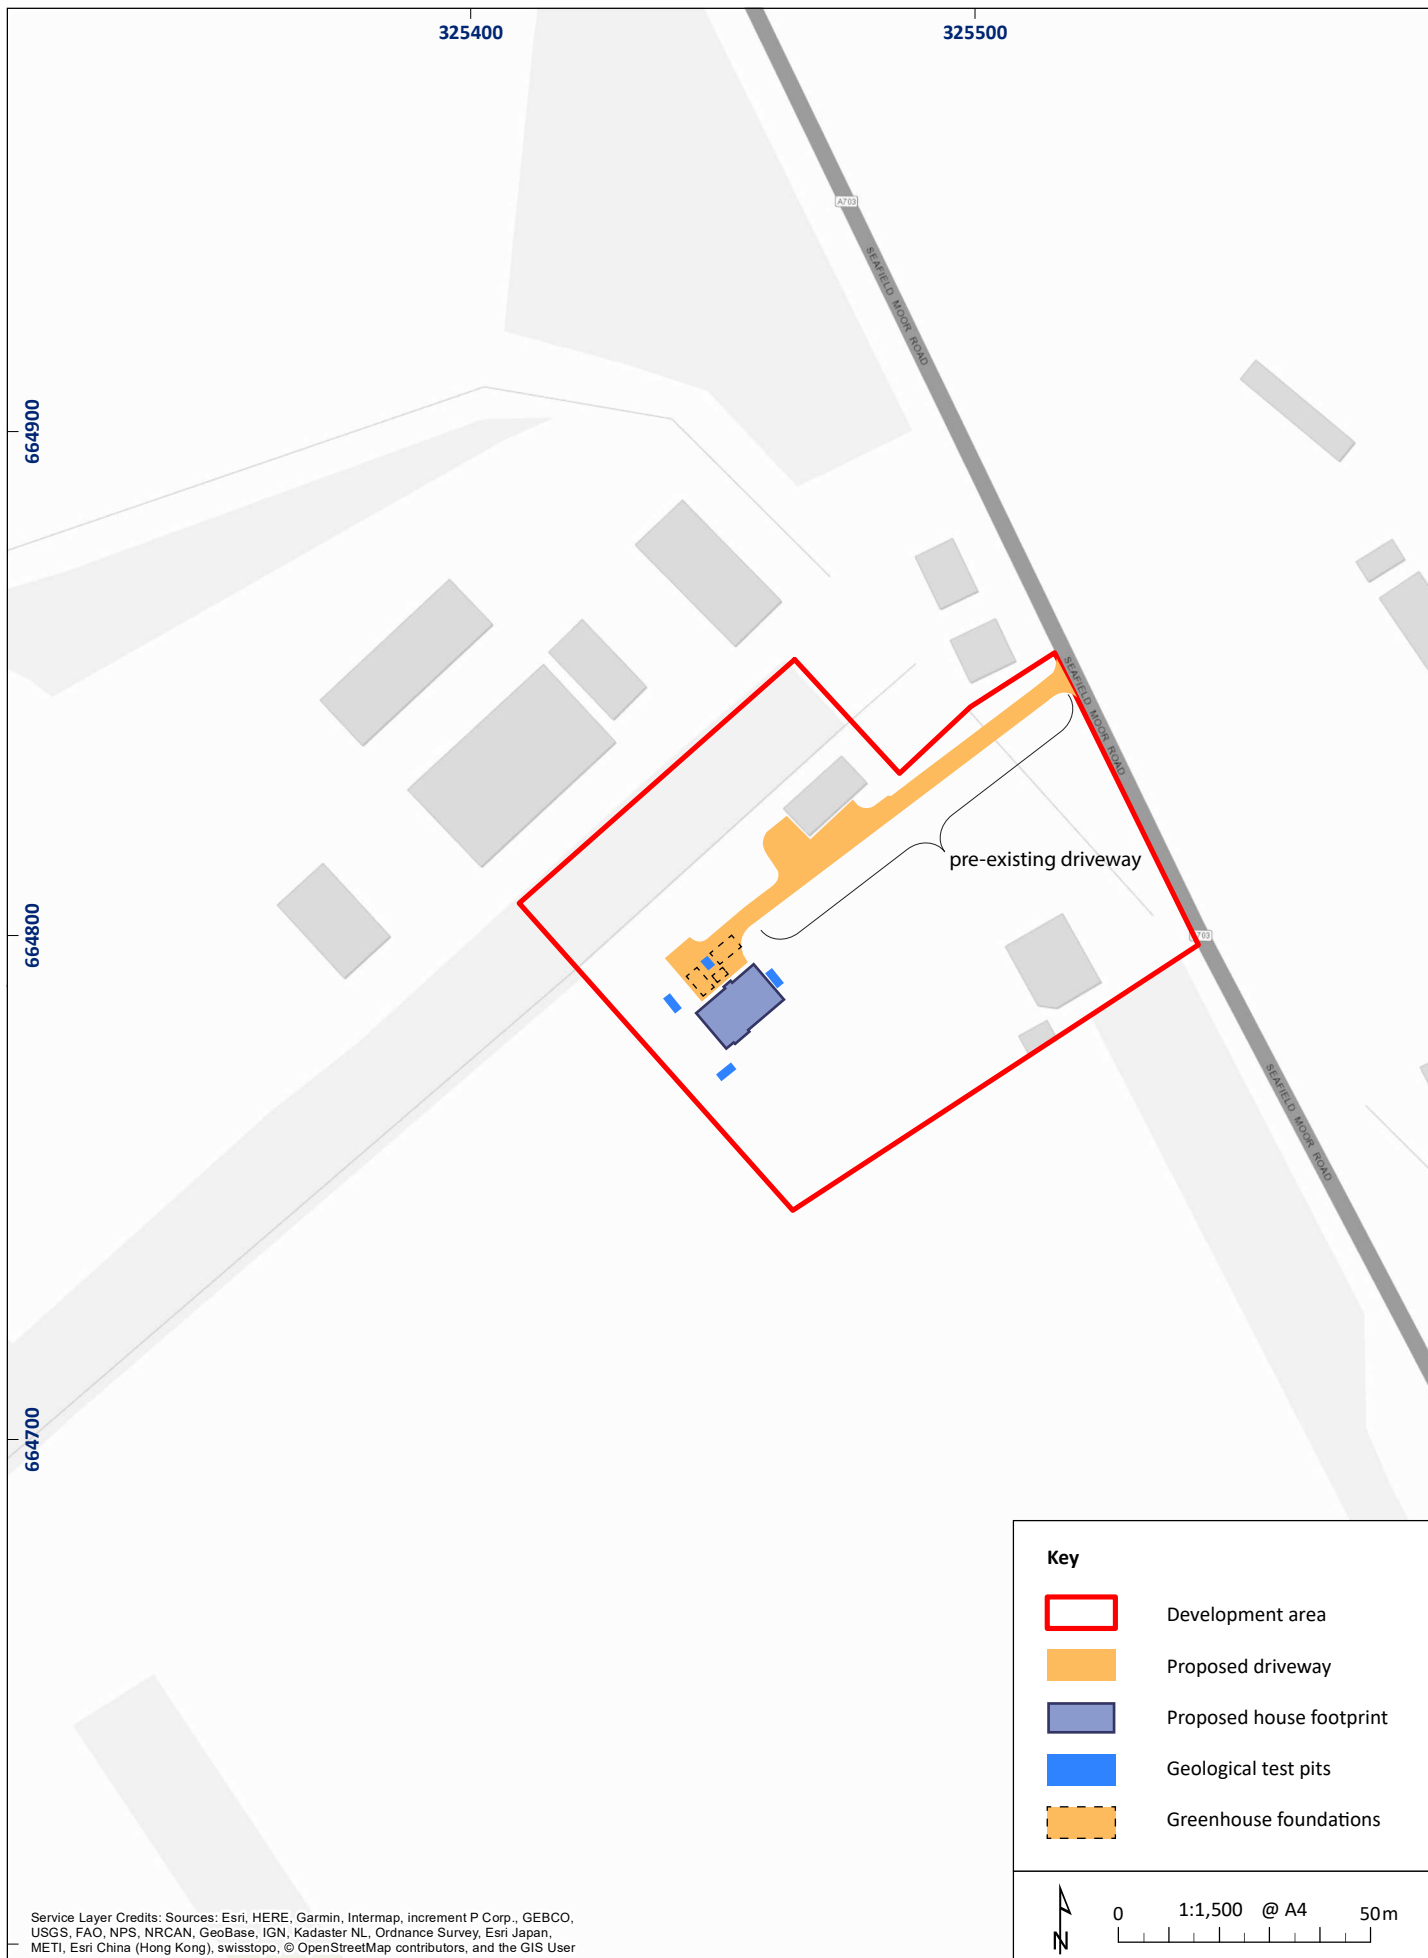 325400
325500
A703
SEAFIELD MOOR ROAD
664900
SEAFIELD MOOR ROAD
pre-existing driveway
664800
703
SEAFIELD MOOR ROAD
664700
Key
Development area
Proposed driveway
Proposed house footprint
Geological test pits
Greenhouse foundations
N
0 1:1,500 @ A4 50m
Service Layer Credits: Sources: Esri, HERE, Garmin, Intermap, increment P Corp., GEBCO,
USGS, FAO, NPS, NRCAN, GeoBase, IGN, Kadaster NL, Ordnance Survey, Esri Japan,
METI, Esri China (Hong Kong), swisstopo, © OpenStreetMap contributors, and the GIS User